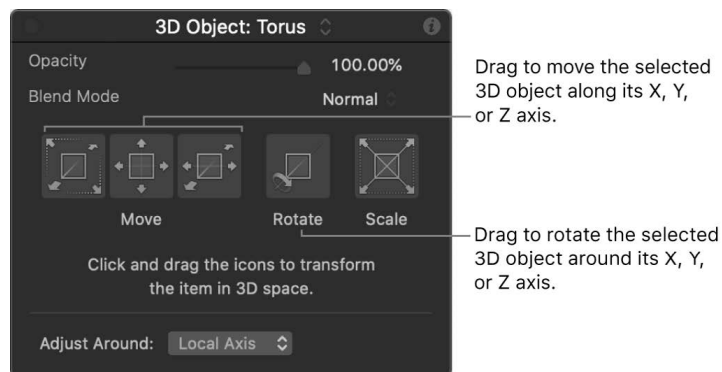 3D Object: Torus
Opacity
100.00%
Blend Mode
Normal
Move
Rotate
Scale
Click and drag the icons to transform
the item in 3D space.
Adjust Around:
Local Axis
Drag to move the selected
3D object along its X, Y,
or Z axis.
Drag to rotate the selected
3D object around its X, Y,
or Z axis.